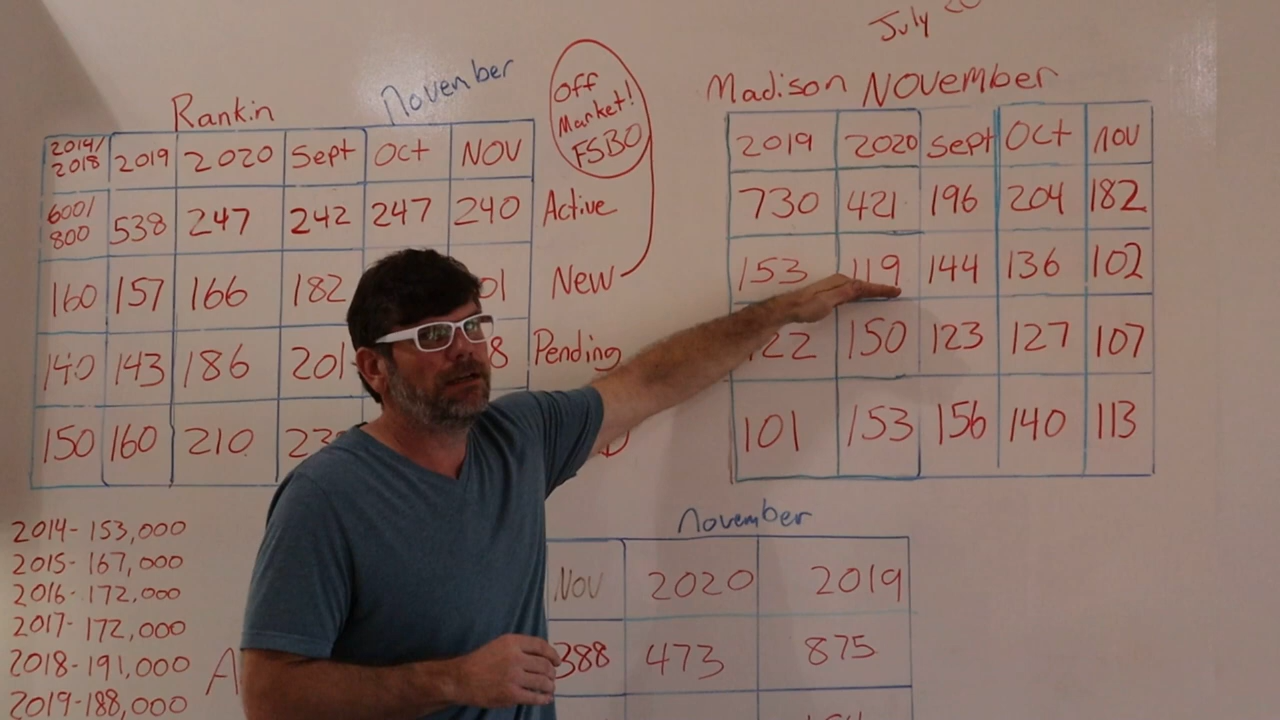 July
Rankin
November
Off
Market!
FSBO
2014/
2018 2019 2020 Sept Oct NOV
600/
800 538 247 242 247 240 Active
160 157 166 182 New
140 143 186 201 Pending
150 160 210
Madison NOVEMBER
2019 2020 Sept Oct nov
730 421 196 204 182
153 119 144 136 102
150 123 127 107
101 153 156 140 113
2014-153,000
2015-167,000
2016-172,000
2017-172,000
2018-191,000
2019-188,000
November
Nov 2020 2019
388 473 875